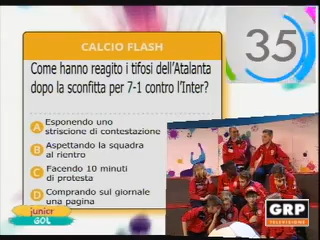 CALCIO FLASH
35
Come hanno reagito i tifosi dell'Atalanta
dopo la sconfitta per 7-1 contro l'Inter?
A Esponendo uno
striscione di contestazione
B Aspettando la squadra
al rientro
C Facendo 10 minuti
di protesta
D Comprando sul giornale
una pagina
junior
GOL
GRP
TELEVISIONE